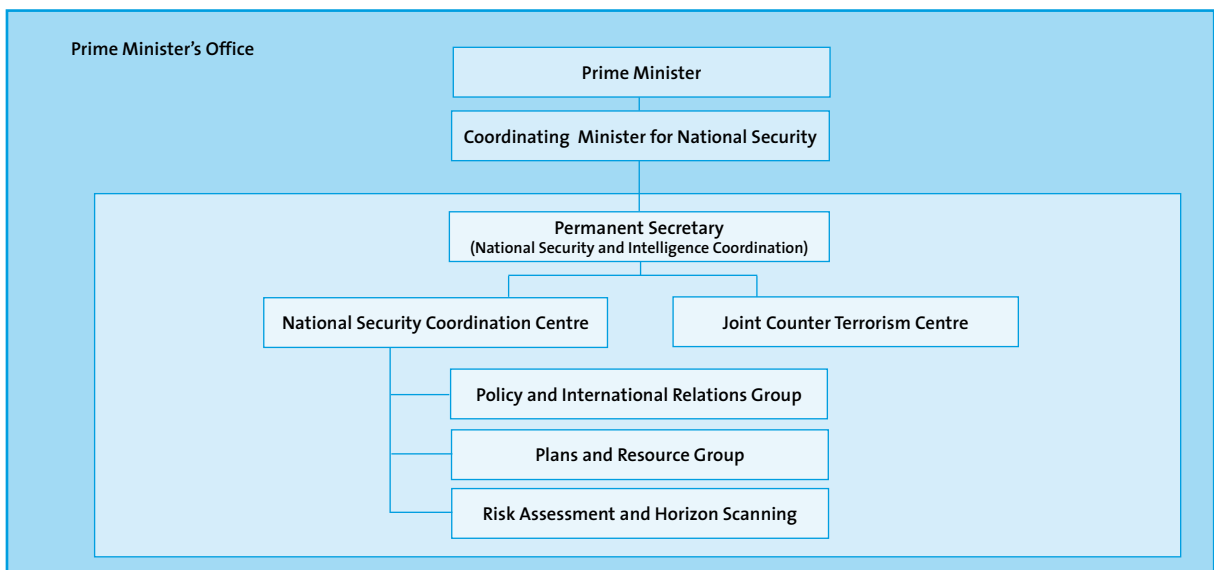 Prime Minister’s Office
Prime Minister
Coordinating Minister for National Security
Permanent Secretary
(National Security and Intelligence Coordination)
National Security Coordination Centre
Joint Counter Terrorism Centre
Policy and International Relations Group
Plans and Resource Group
Risk Assessment and Horizon Scanning